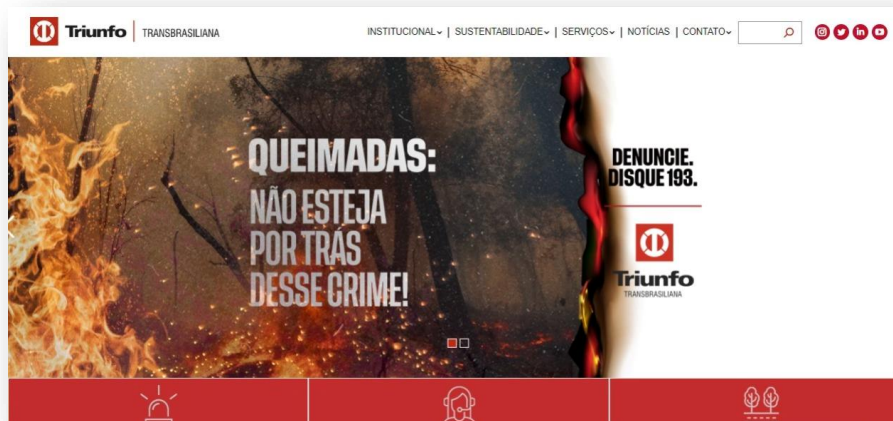 Triunfo TRANSBRASILIANA
INSTITUCIONAL | SUSTENTABILIDADE | SERVIÇOS | NOTÍCIAS | CONTATO
QUEIMADAS:
NÃO ESTEJA
POR TRÁS
DESSE CRIME!
DENUNCIE.
DISQUE 193.
Triunfo
TRANSBRASILIANA